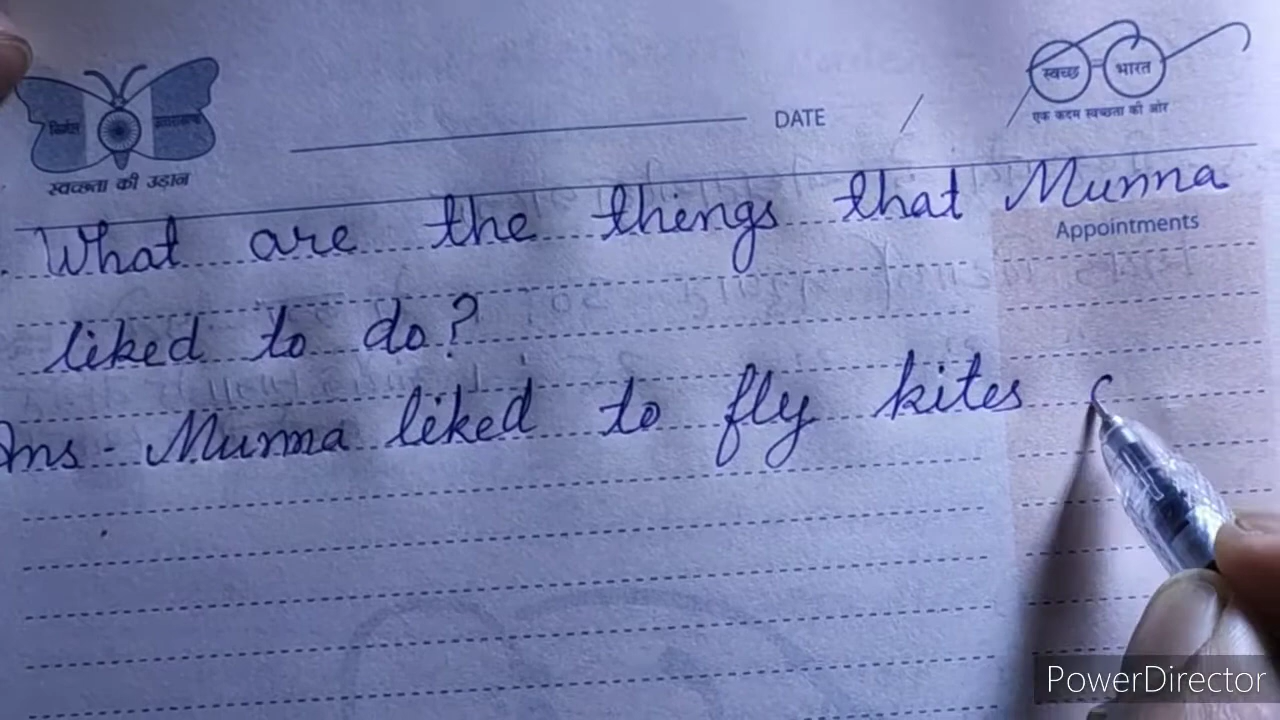 स्वच्छ भारत
एक कदम स्वच्छता की ओर
निर्मल
स्वच्छता की उड़ान
DATE / /
What are the things that Munna
Appointments
liked to do?
Ans - Munna liked to fly kites
PowerDirector